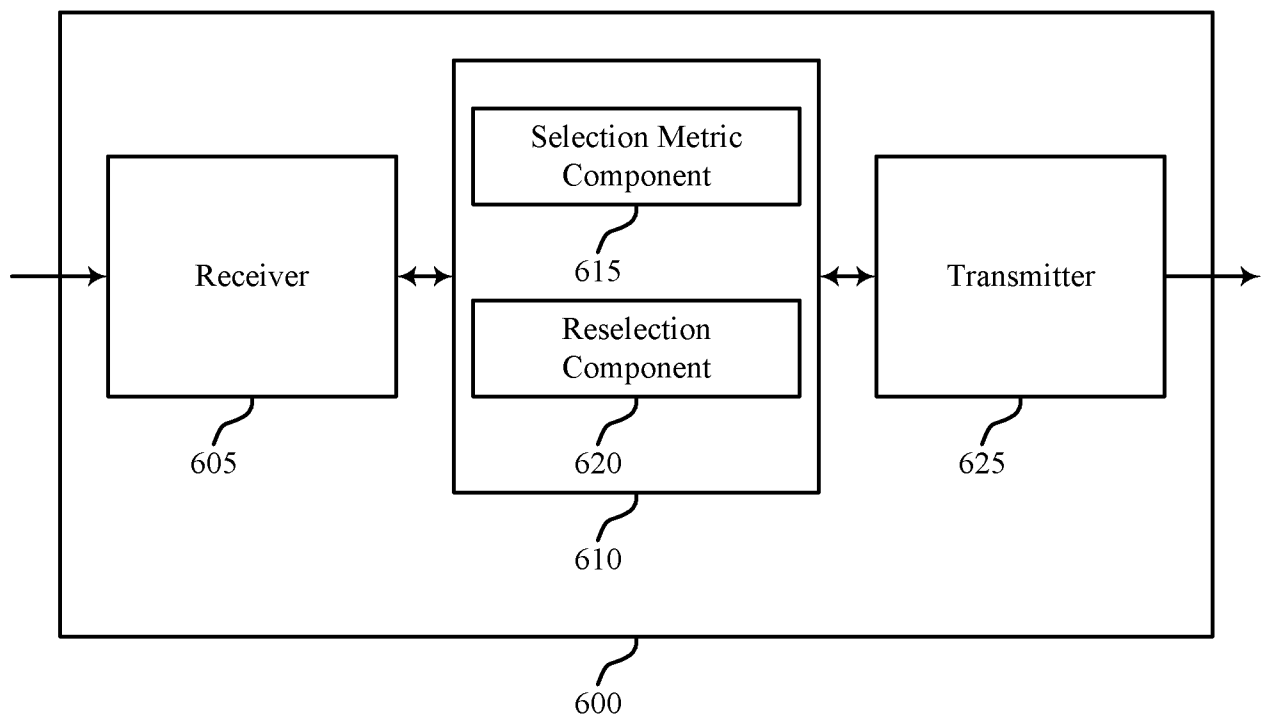 Selection Metric
Component
615
Receiver
605
Reselection
Component
620
610
Transmitter
625
600